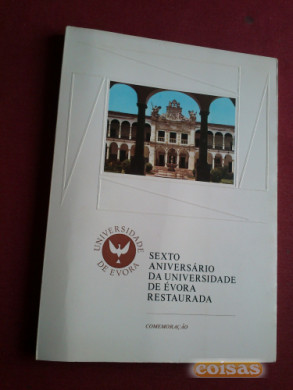 UNIVERSIDADE
DE ÉVORA
SEXTO
ANIVERSÁRIO
DA UNIVERSIDADE
DE ÉVORA
RESTAURADA
COMEMORAÇÃO
coisas